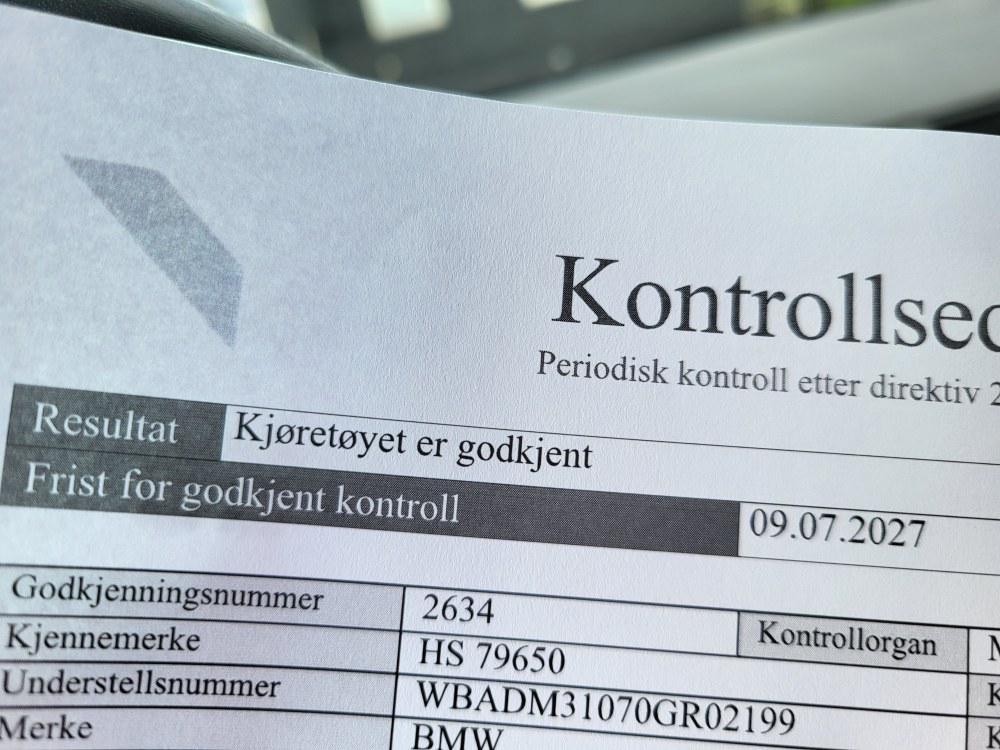 Kontrollsed
Periodisk kontroll etter direktiv 2
Resultat Kjøretøyet er godkjent
Frist for godkjent kontroll 09.07.2027
Godkjenningsnummer 2634 Kontrollorgan
Kjennemerke HS 79650
Understellsnummer WBADM31070GR02199
Merke BMW